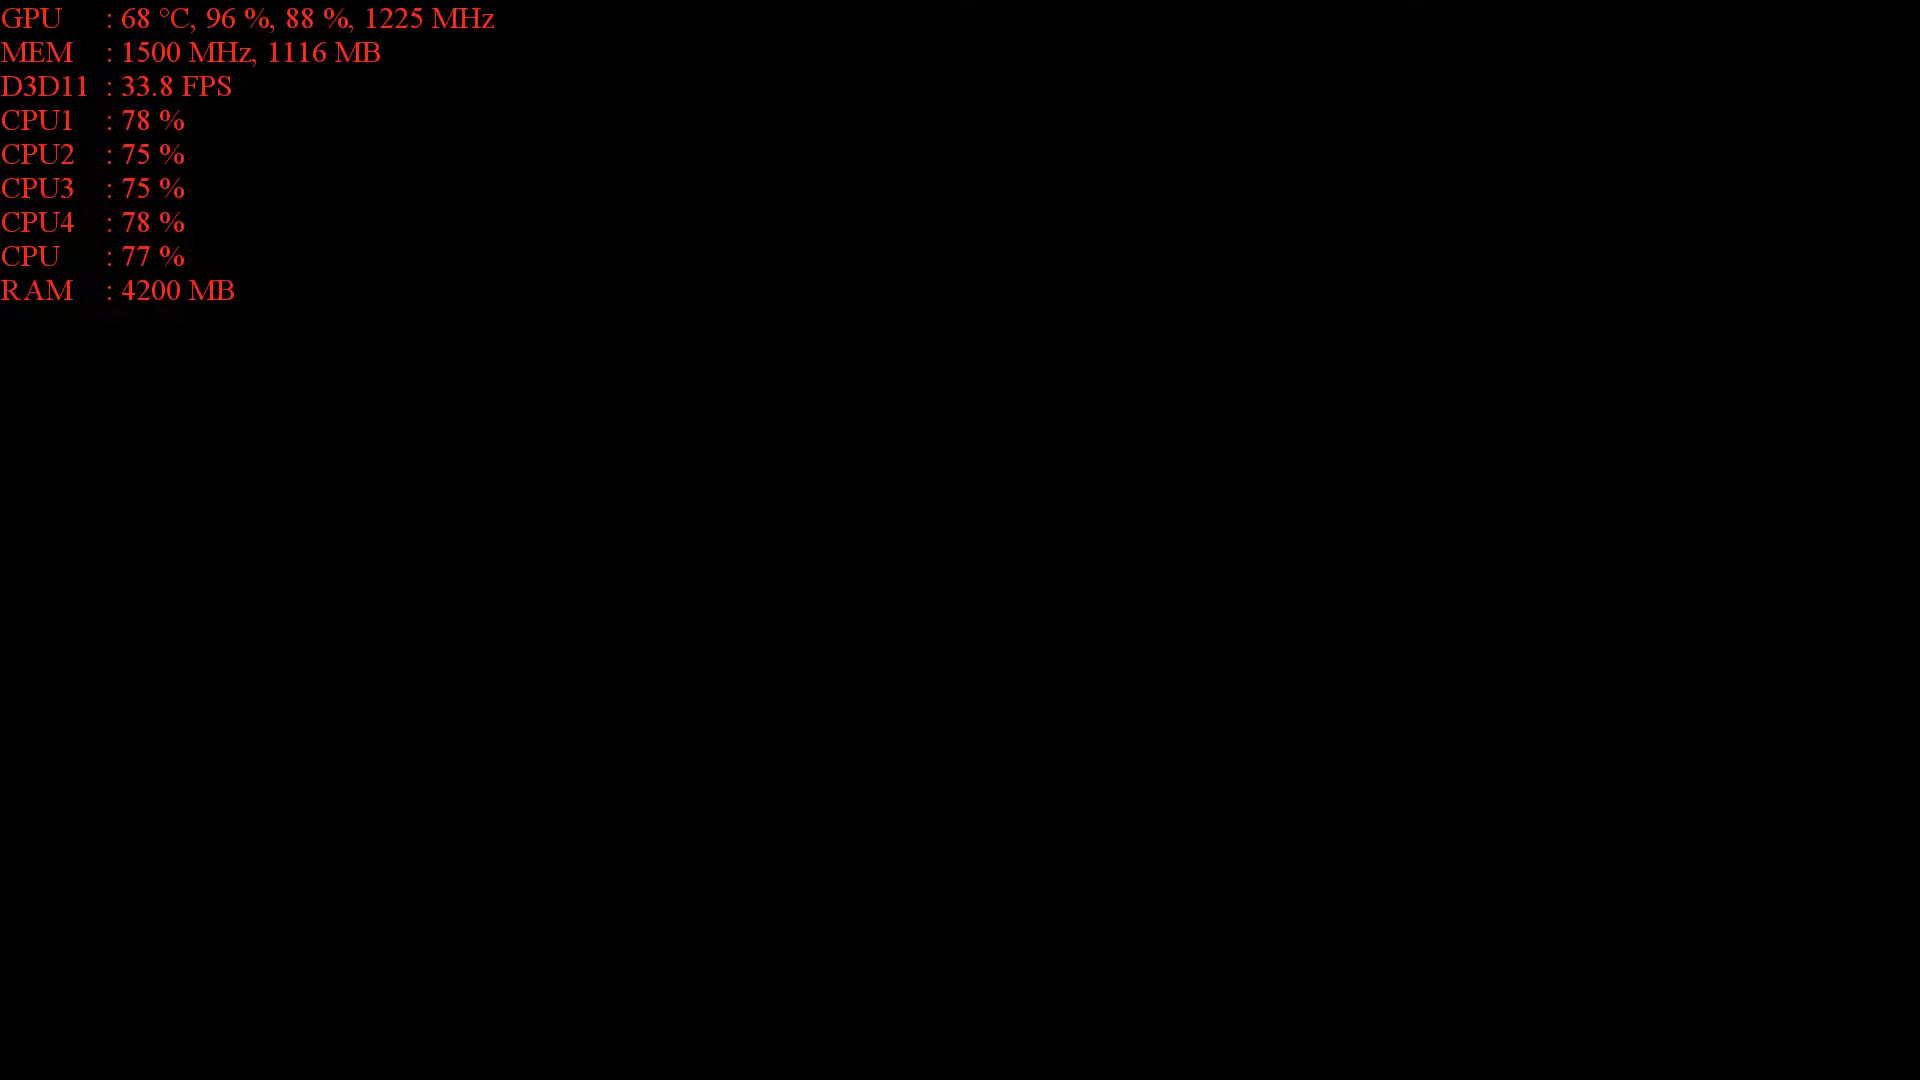 GPU : 68 °C, 96 %, 88 %, 1225 MHz
MEM : 1500 MHz, 1116 MB
D3D11 : 33.8 FPS
CPU1 : 78 %
CPU2 : 75 %
CPU3 : 75 %
CPU4 : 78 %
CPU : 77 %
RAM : 4200 MB